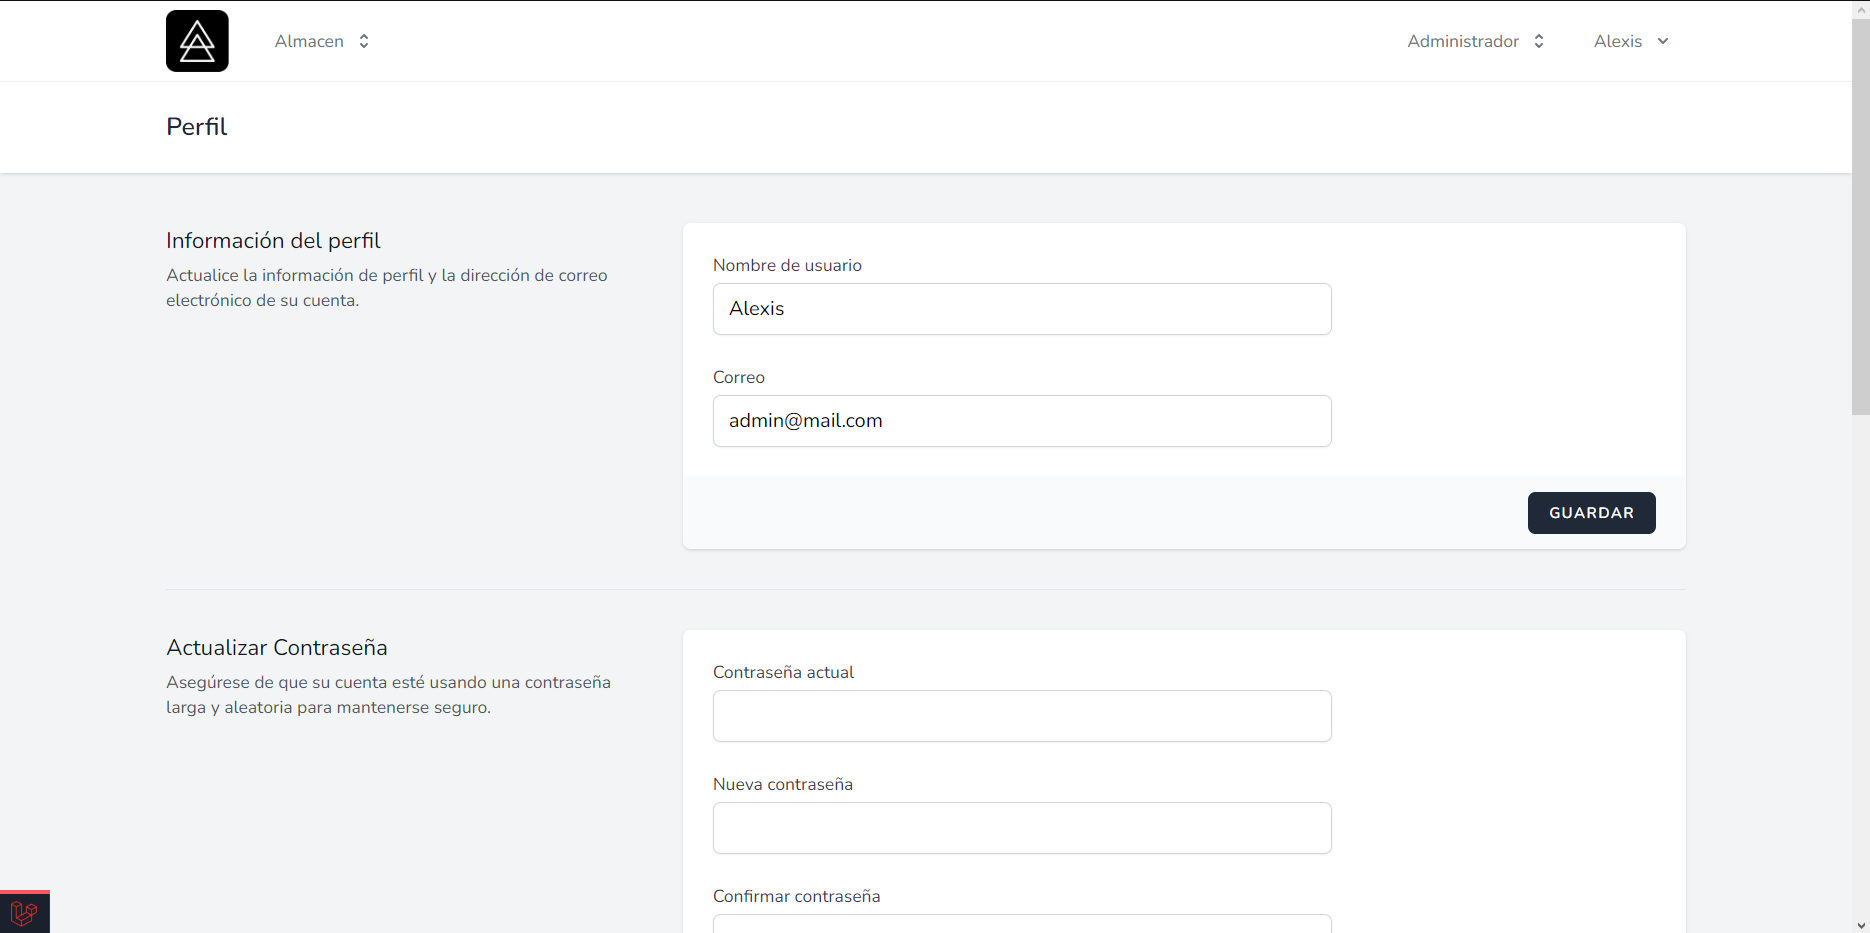 Almacen
Administrador
Alexis
Perfil
Información del perfil
Actualice la información de perfil y la dirección de correo
electrónico de su cuenta.
Nombre de usuario
Alexis
Correo
admin@mail.com
GUARDAR
Actualizar Contraseña
Asegúrese de que su cuenta esté usando una contraseña
larga y aleatoria para mantenerse seguro.
Contraseña actual
Nueva contraseña
Confirmar contraseña